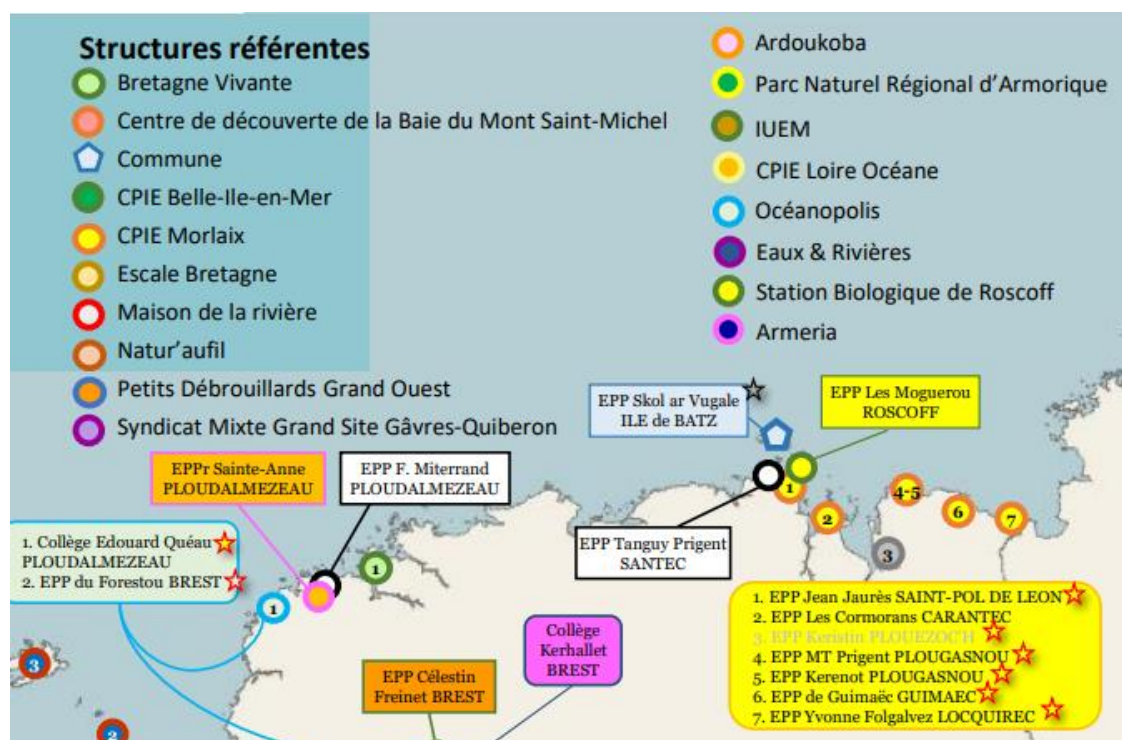 Structures référentes
Bretagne Vivante
Centre de découverte de la Baie du Mont Saint-Michel
Commune
CPIE Belle-Ile-en-Mer
CPIE Morlaix
Escale Bretagne
Maison de la rivière
Natur’aufil
Petits Débrouillards Grand Ouest
Syndicat Mixte Grand Site Gâvres-Quiberon
Ardoukoba
Parc Naturel Régional d’Armorique
IUEM
CPIE Loire Océane
Océanopolis
Eaux & Rivières
Station Biologique de Roscoff
Armeria
EPP Skol ar Vugale
ILE de BATZ
EPP Les Moguerou
ROSCOFF
EPPr Sainte-Anne
PLOUDALMEZEAU
EPP F. Miterrand
PLOUDALMEZEAU
1
4-5
2
6
7
3
EPP Tanguy Prigent
SANTEC
1. Collège Edouard Quéau
PLOUDALMEZEAU
2. EPP du Forestou BREST
1
1
3
2
EPP Célestin
Freinet BREST
Collège
Kerhallet
BREST
1. EPP Jean Jaurès SAINT-POL DE LEON
2. EPP Les Cormorans CARANTEC
3. EPP Keristin PLOUEZOC'H
4. EPP MT Prigent PLOUGASNOU
5. EPP Kerenot PLOUGASNOU
6. EPP de Guimaëc GUIMAEC
7. EPP Yvonne Folgalvez LOCQUIREC